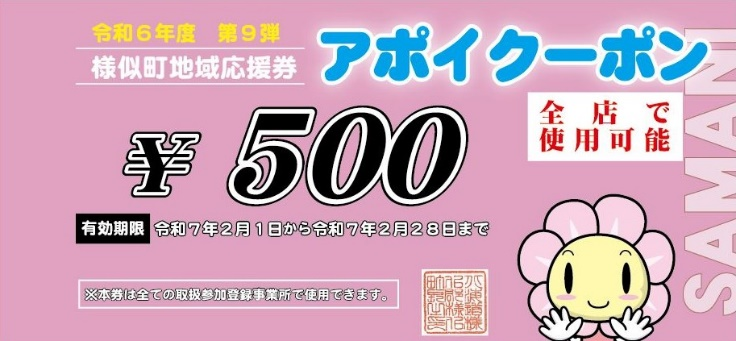 令和６年度　第９弾
様似町地域応援券
アポイクーポン
全店で
使用可能
￥500
有効期限 令和７年２月１日から令和７年２月２８日まで
※本券は全ての取扱参加登録事業所で使用できます。
SAMANI